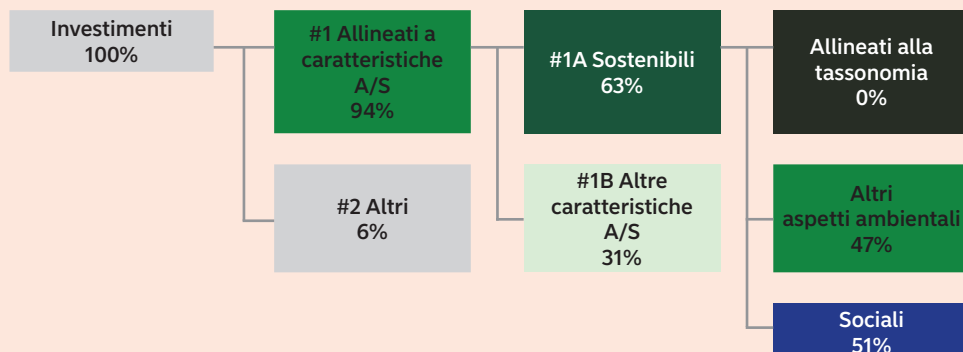 Investimenti
100%
#1 Allineati a
caratteristiche
A/S
94%
#2 Altri
6%
#1A Sostenibili
63%
#1B Altre
caratteristiche
A/S
31%
Allineati alla
tassonomia
0%
Altri
aspetti ambientali
47%
Sociali
51%